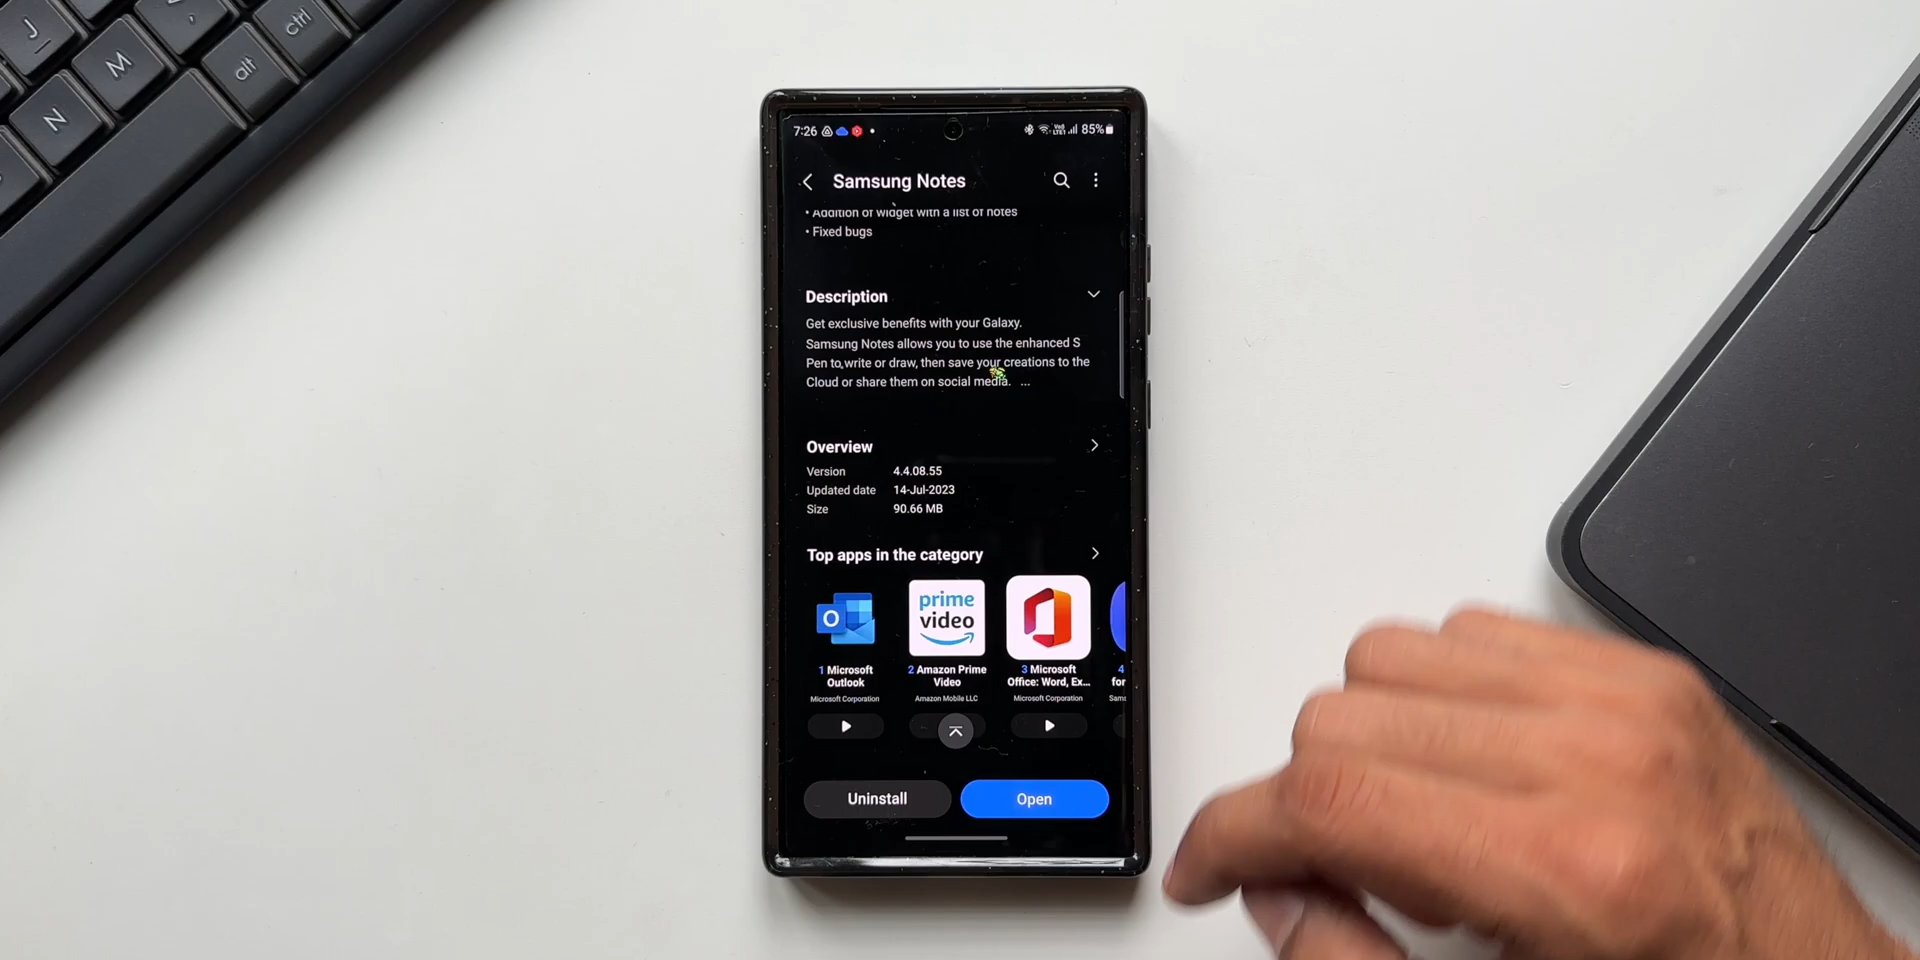 J
M
N
alt
ctrl
7:26
85%
Samsung Notes
• Addition of widget with a list of notes
• Fixed bugs
Description
Get exclusive benefits with your Galaxy.
Samsung Notes allows you to use the enhanced S
Pen to write or draw, then save your creations to the
Cloud or share them on social media. ...
Overview
Version 4.4.08.55
Updated date 14-Jul-2023
Size 90.66 MB
Top apps in the category
prime
video
1 Microsoft
Outlook
Microsoft Corporation
2 Amazon Prime
Video
Amazon Mobile LLC
3 Microsoft
Office: Word, Ex...
Microsoft Corporation
4
for
Sams
Uninstall
Open